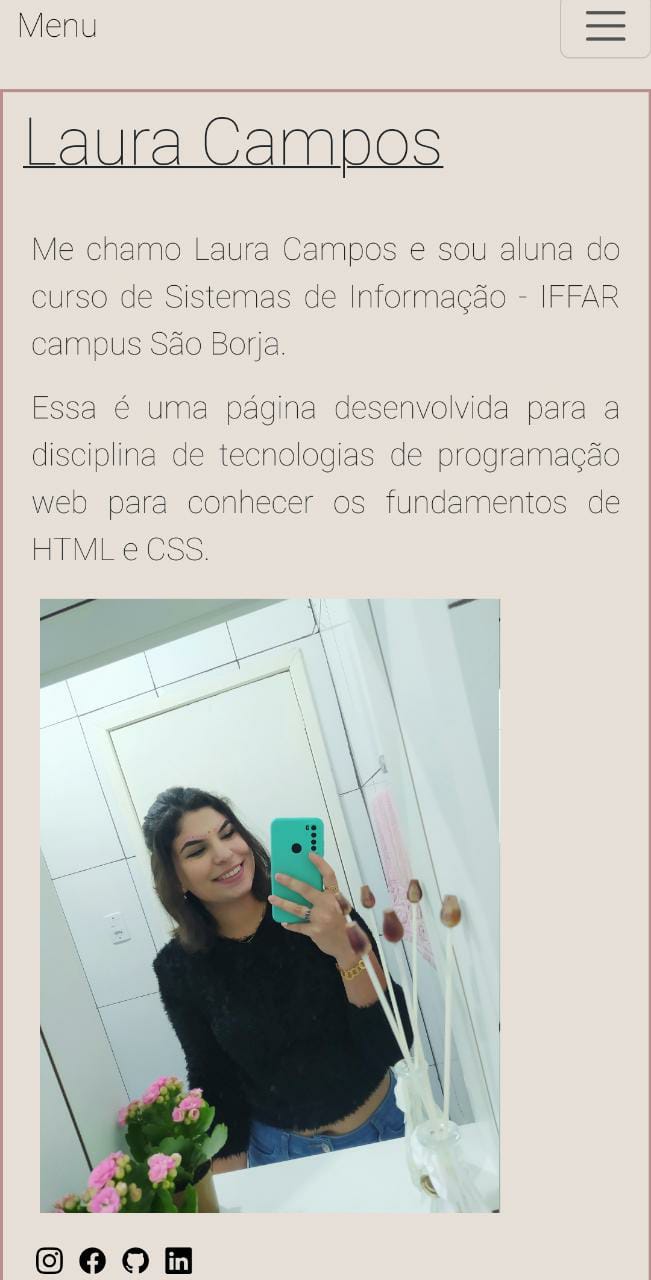 Menu
Laura Campos
Me chamo Laura Campos e sou aluna do
curso de Sistemas de Informação - IFFAR
campus São Borja.
Essa é uma página desenvolvida para a
disciplina de tecnologias de programação
web para conhecer os fundamentos de
HTML e CSS.